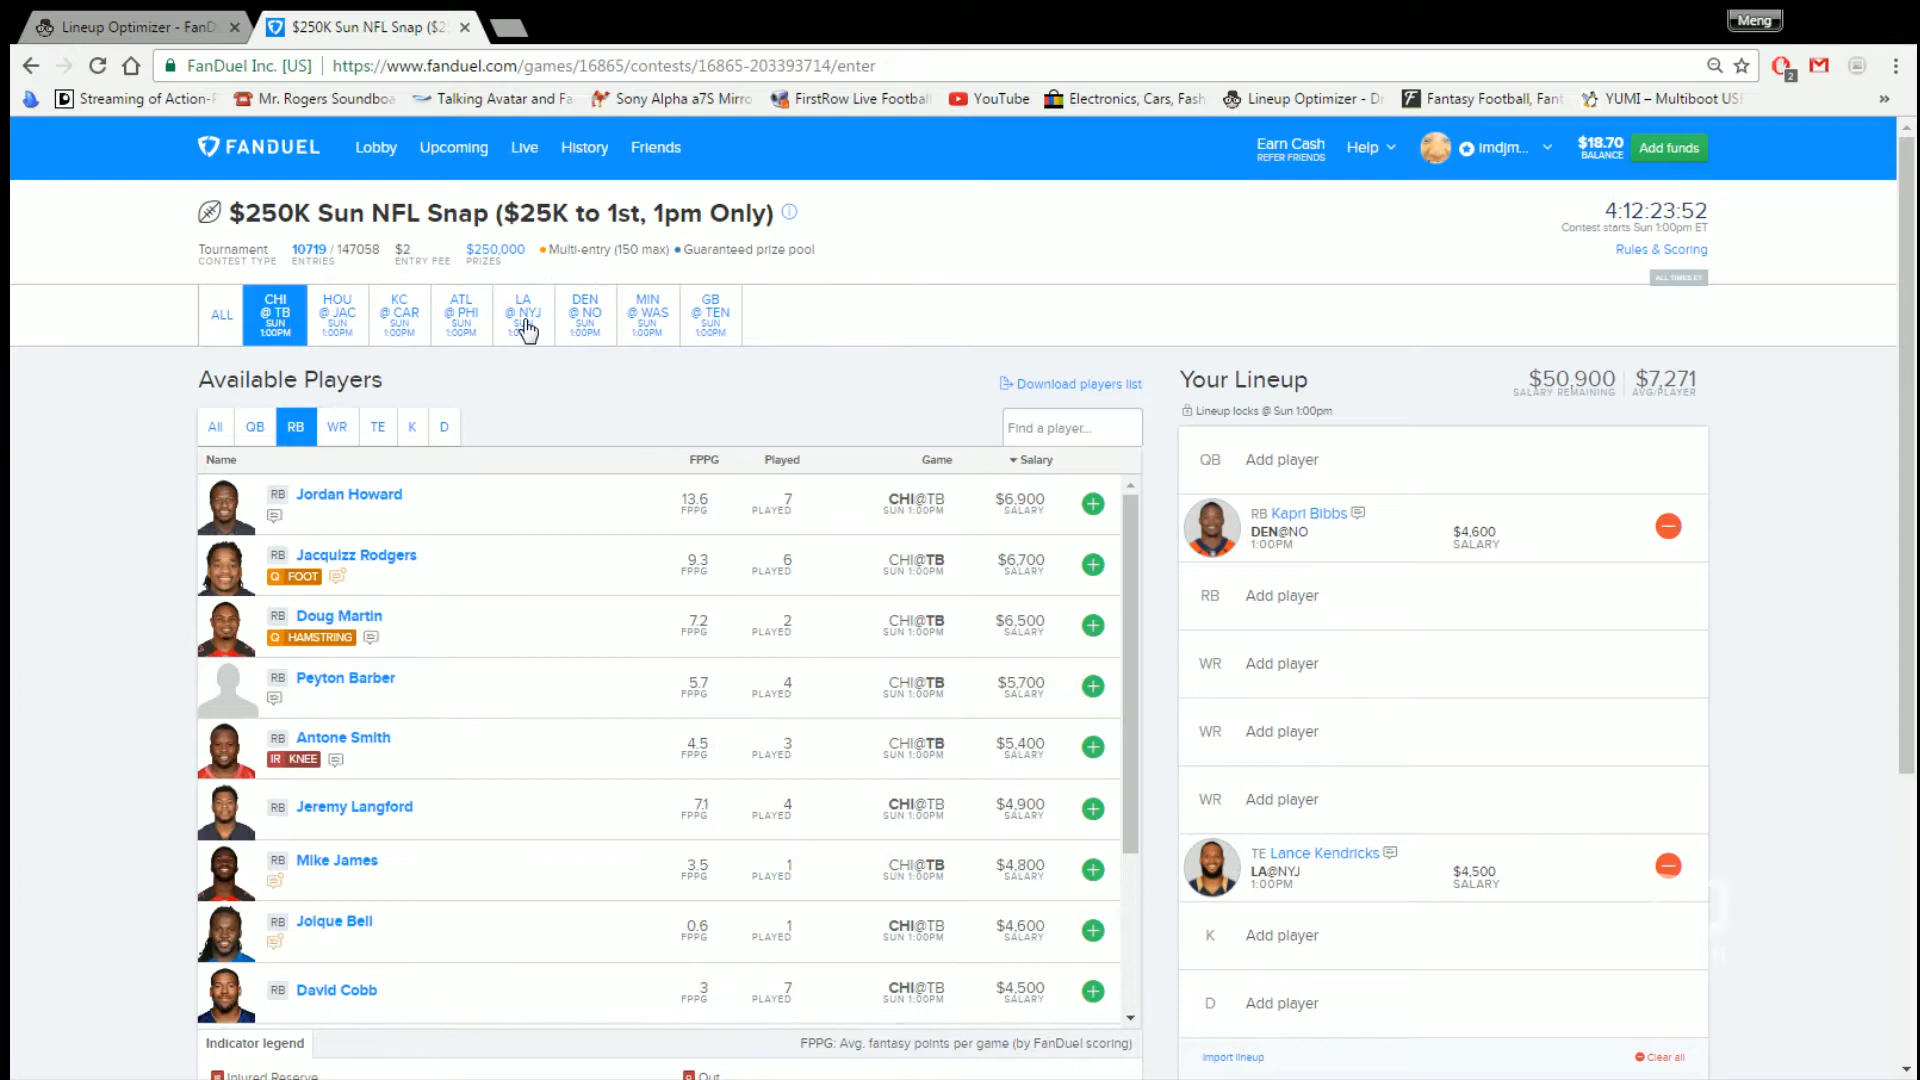 Meng
Lineup Optimizer - FanD
$250K Sun NFL Snap ($2
FanDuel Inc. [US]
https://www.fanduel.com/games/16865/contests/16865-203393714/enter
2
Streaming of Action-F
Mr. Rogers Soundboa
Talking Avatar and Fa
Sony Alpha a7S Mirro
FirstRow Live Football
YouTube
Electronics, Cars, Fash
Lineup Optimizer - Dr
Fantasy Football, Fant
YUMI – Multiboot US
»
FANDUEL
Lobby
Upcoming
Live
History
Friends
Earn Cash
REFER FRIENDS
Help
Imdjm...
$18.70
BALANCE
Add funds
$250K Sun NFL Snap ($25K to 1st, 1pm Only)
4:12:23:52
Contest starts Sun 1:00pm ET
Rules & Scoring
Tournament
CONTEST TYPE
10719 / 147058
ENTRIES
$2
ENTRY FEE
$250,000
PRIZES
Multi-entry (150 max)
Guaranteed prize pool
ALL TIMES ET
ALL
CHI
@ TB
SUN
1:00PM
HOU
@ JAC
SUN
1:00PM
KC
@ CAR
SUN
1:00PM
ATL
@ PHI
SUN
1:00PM
LA
@ NYJ
DEN
@ NO
SUN
1:00PM
MIN
@ WAS
SUN
1:00PM
GB
@ TEN
SUN
1:00PM
Available Players
Download players list
All
QB
RB
WR
TE
K
D
Find a player...
Name
FPPG
Played
Game
Salary
RB Jordan Howard
13.6
FPPG
7
PLAYED
CHI@TB
SUN 1:00PM
$6,900
SALARY
RB Jacquizz Rodgers
Q FOOT
9.3
FPPG
6
PLAYED
CHI@TB
SUN 1:00PM
$6,700
SALARY
RB Doug Martin
Q HAMSTRING
7.2
FPPG
2
PLAYED
CHI@TB
SUN 1:00PM
$6,500
SALARY
RB Peyton Barber
5.7
FPPG
4
PLAYED
CHI@TB
SUN 1:00PM
$5,700
SALARY
RB Antone Smith
IR KNEE
4.5
FPPG
3
PLAYED
CHI@TB
SUN 1:00PM
$5,400
SALARY
RB Jeremy Langford
7.1
FPPG
4
PLAYED
CHI@TB
SUN 1:00PM
$4,900
SALARY
RB Mike James
3.5
FPPG
1
PLAYED
CHI@TB
SUN 1:00PM
$4,800
SALARY
RB Joique Bell
0.6
FPPG
1
PLAYED
CHI@TB
SUN 1:00PM
$4,600
SALARY
RB David Cobb
3
FPPG
7
PLAYED
CHI@TB
SUN 1:00PM
$4,500
SALARY
Indicator legend
FPPG: Avg. fantasy points per game (by FanDuel scoring)
Injured Reserve
Out
Your Lineup
$50,900
SALARY REMAINING
$7,271
AVG/PLAYER
Lineup locks @ Sun 1:00pm
QB Add player
RB Kapri Bibbs
DEN@NO
1:00PM
$4,600
SALARY
RB Add player
WR Add player
WR Add player
WR Add player
TE Lance Kendricks
LA@NYJ
1:00PM
$4,500
SALARY
K Add player
D Add player
Import lineup
Clear all